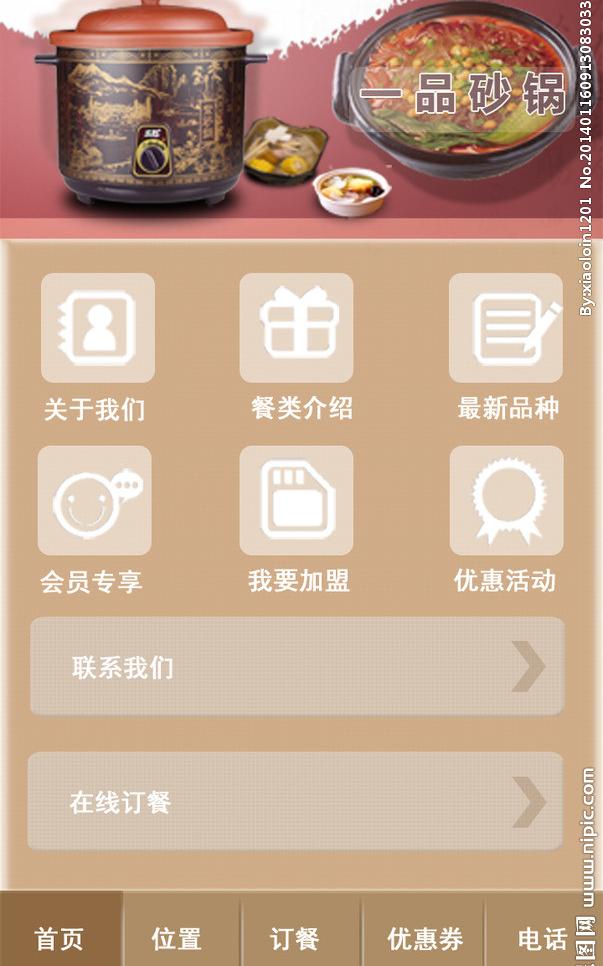 一品砂锅
By:xiaoloin1201 No.20140116091308303​3
关于我们
餐类介绍
最新品种
会员专享
我要加盟
优惠活动
联系我们
在线订餐
首页
位置
订餐
优惠券
电话
图网 www.nipic.com